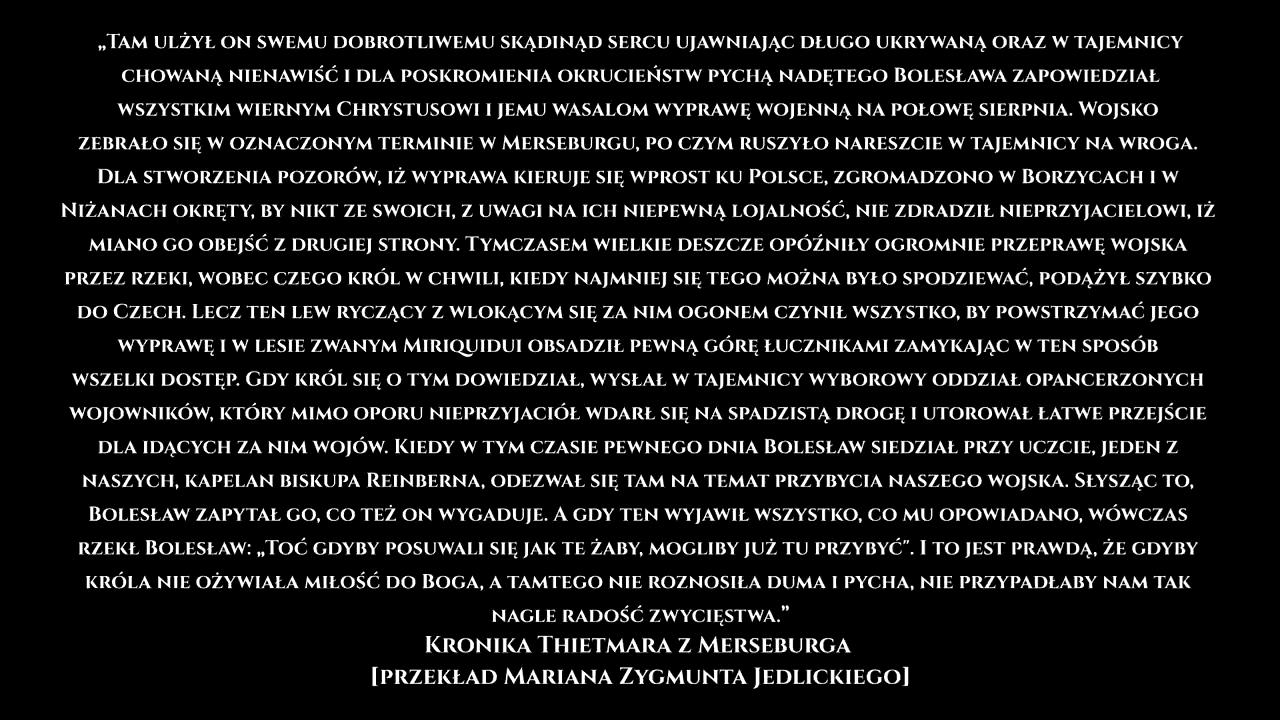 „Tam ulżył on swemu dobrotliwemu skądinąd sercu ujawniając długo ukrywaną oraz w tajemnicy
chowaną nienawiść i dla poskromienia okrucieństw pychą nadętego Bolesława zapowiedział
wszystkim wiernym Chrystusowi i jemu wasalom wyprawę wojenną na połowę sierpnia. Wojsko
zebrało się w oznaczonym terminie w Merseburgu, po czym ruszyło nareszcie w tajemnicy na wroga.
Dla stworzenia pozorów, iż wyprawa kieruje się wprost ku Polsce, zgromadzono w Borzycach i w
Niżanach okręty, by nikt ze swoich, z uwagi na ich niepewną lojalność, nie zdradził nieprzyjacielowi, iż
miano go obejść z drugiej strony. Tymczasem wielkie deszcze opóźniły ogromnie przeprawę wojska
przez rzeki, wobec czego król w chwili, kiedy najmniej się tego można było spodziewać, podążył szybko
do Czech. Lecz ten lew ryczący z wlokącym się za nim ogonem czynił wszystko, by powstrzymać jego
wyprawę i w lesie zwanym Miriquidui obsadził pewną górę łucznikami zamykając w ten sposób
wszelki dostęp. Gdy król się o tym dowiedział, wysłał w tajemnicy wyborowy oddział opancerzonych
wojowników, który mimo oporu nieprzyjaciół wdarł się na spadzistą drogę i utorował łatwe przejście
dla idących za nim wojów. Kiedy w tym czasie pewnego dnia Bolesław siedział przy uczcie, jeden z
naszych, kapelan biskupa Reinberna, odezwał się tam na temat przybycia naszego wojska. Słysząc to,
Bolesław zapytał go, co też on wygaduje. A gdy ten wyjawił wszystko, co mu opowiadano, wówczas
rzekł Bolesław: „Toć gdyby posuwali się jak te żaby, mogliby już tu przybyć". I to jest prawdą, że gdyby
króla nie ożywiała miłość do Boga, a tamtego nie roznosiła duma i pycha, nie przypadłaby nam tak
nagle radość zwycięstwa.”
Kronika Thietmara z Merseburga
[przekład Mariana Zygmunta Jedlickiego]